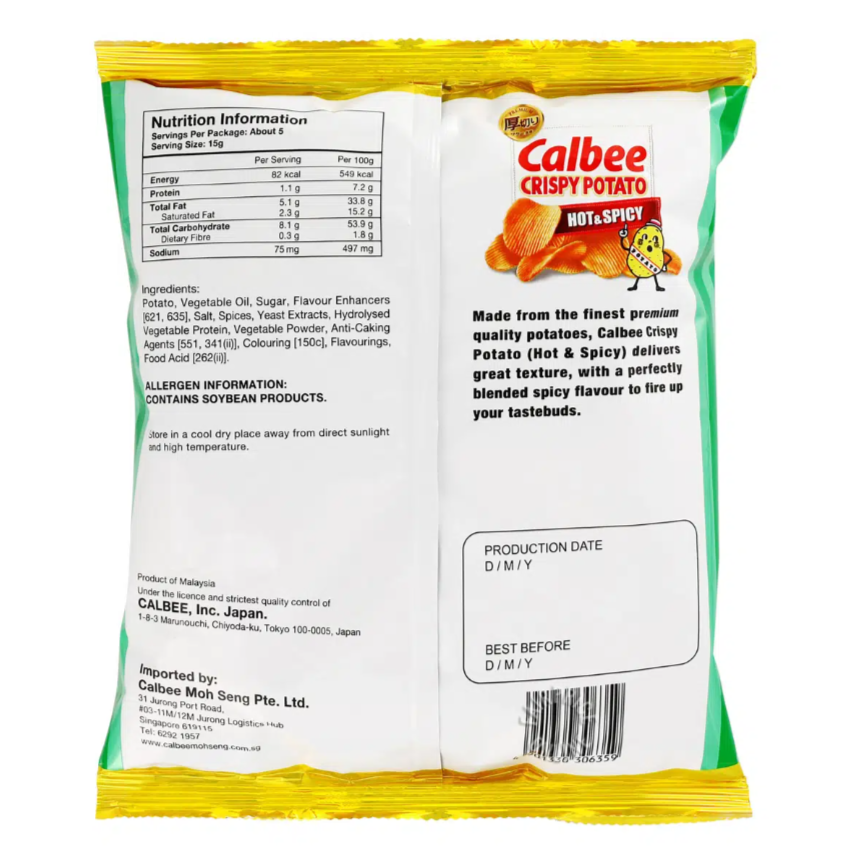 Nutrition Information
Servings Per Package: About 5
Serving Size: 15g
Per Serving Per 100g
Energy 82 kcal 549 kcal
Protein 1.1 g 7.2 g
Total Fat 5.1 g 33.8 g
Saturated Fat 2.3 g 15.2 g
Total Carbohydrate 8.1 g 53.9 g
Dietary Fibre 0.3 g 1.8 g
Sodium 75 mg 497 mg
Ingredients:
Potato, Vegetable Oil, Sugar, Flavour Enhancers
[621, 635], Salt, Spices, Yeast Extracts, Hydrolysed
Vegetable Protein, Vegetable Powder, Anti-Caking
Agents [551, 341(ii)], Colouring [150c], Flavourings,
Food Acid [262(ii)].
ALLERGEN INFORMATION:
CONTAINS SOYBEAN PRODUCTS.
Store in a cool dry place away from direct sunlight
and high temperature.
Product of Malaysia
Under the licence and strictest quality control of
CALBEE, Inc. Japan.
1-8-3 Marunouchi, Chiyoda-ku, Tokyo 100-0005, Japan
Imported by:
Calbee Moh Seng Pte. Ltd.
31 Jurong Port Road,
#03-11M/12M Jurong Logistics Hub
Singapore 619115
Tel: 6292 1957
www.calbeemohseng.com.sg
厚切り
Calbee
CRISPY POTATO
HOT & SPICY
POTATO
Made from the finest premium
quality potatoes, Calbee Crispy
Potato (Hot & Spicy) delivers
great texture, with a perfectly
blended spicy flavour to fire up
your tastebuds.
PRODUCTION DATE
D / M / Y
BEST BEFORE
D / M / Y
306359